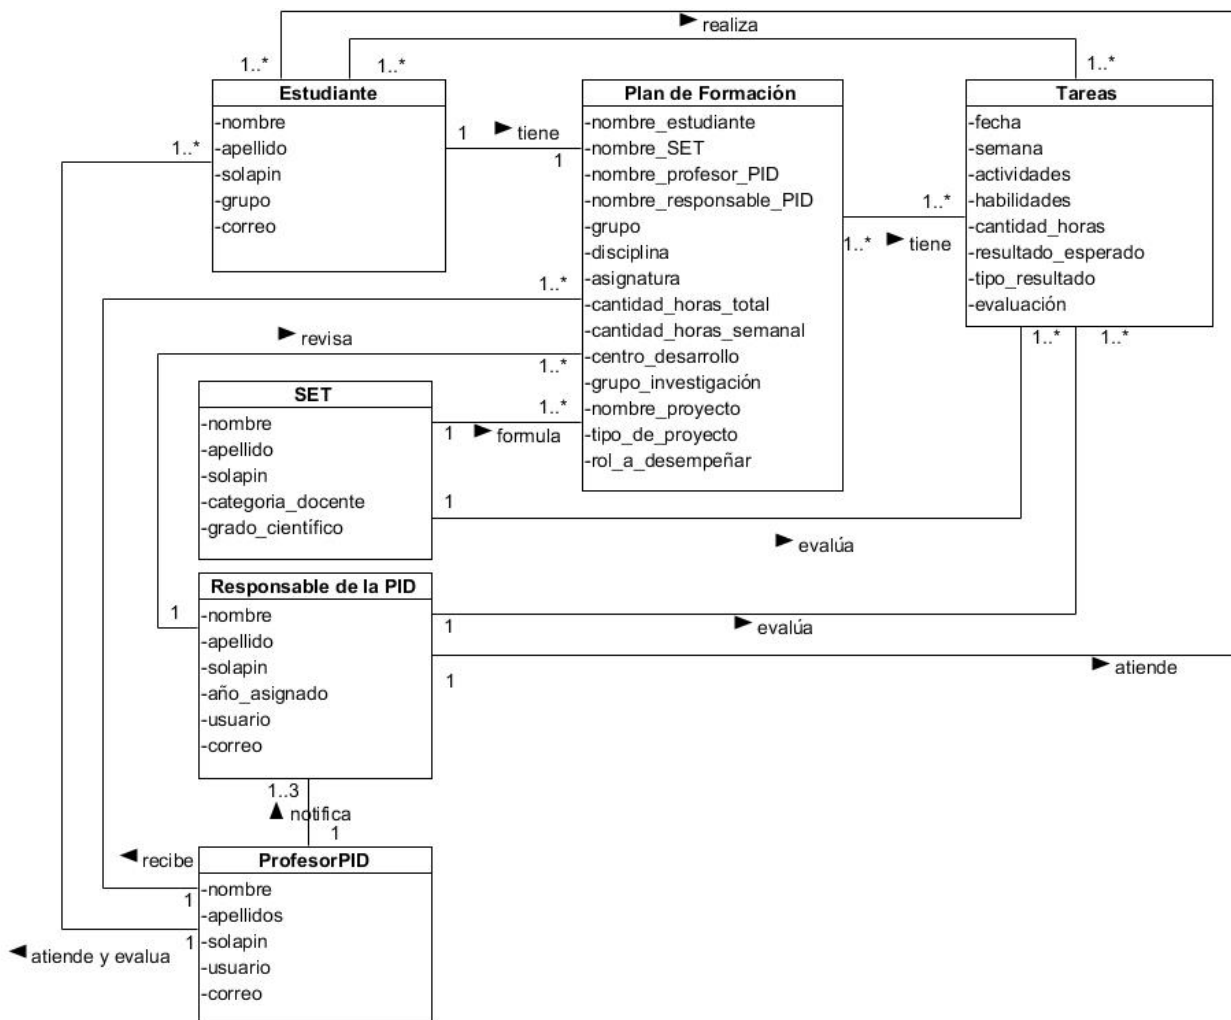 realiza
1..*
1..*
1..*
Estudiante
-nombre
-apellido
-solapin
-grupo
-correo
1..*
1
tiene
1
Plan de Formación
-nombre_estudiante
-nombre_SET
-nombre_profesor_PID
-nombre_responsable_PID
-grupo
-disciplina
-asignatura
-cantidad_horas_total
-cantidad_horas_semanal
-centro_desarrollo
-grupo_investigación
-nombre_proyecto
-tipo_de_proyecto
-rol_a_desempeñar
Tareas
-fecha
-semana
-actividades
-habilidades
-cantidad_horas
-resultado_esperado
-tipo_resultado
-evaluación
1..*
1..*
tiene
1..*
revisa
1..*
1..*
1..*
1..*
SET
-nombre
-apellido
-solapin
-categoria_docente
-grado_científico
1
formula
1
evalúa
Responsable de la PID
-nombre
-apellido
-solapin
-año_asignado
-usuario
-correo
1
1
evalúa
1
atiende
1..3
notifica
1
recibe
ProfesorPID
-nombre
-apellidos
-solapin
-usuario
-correo
1
1
atiende y evalua